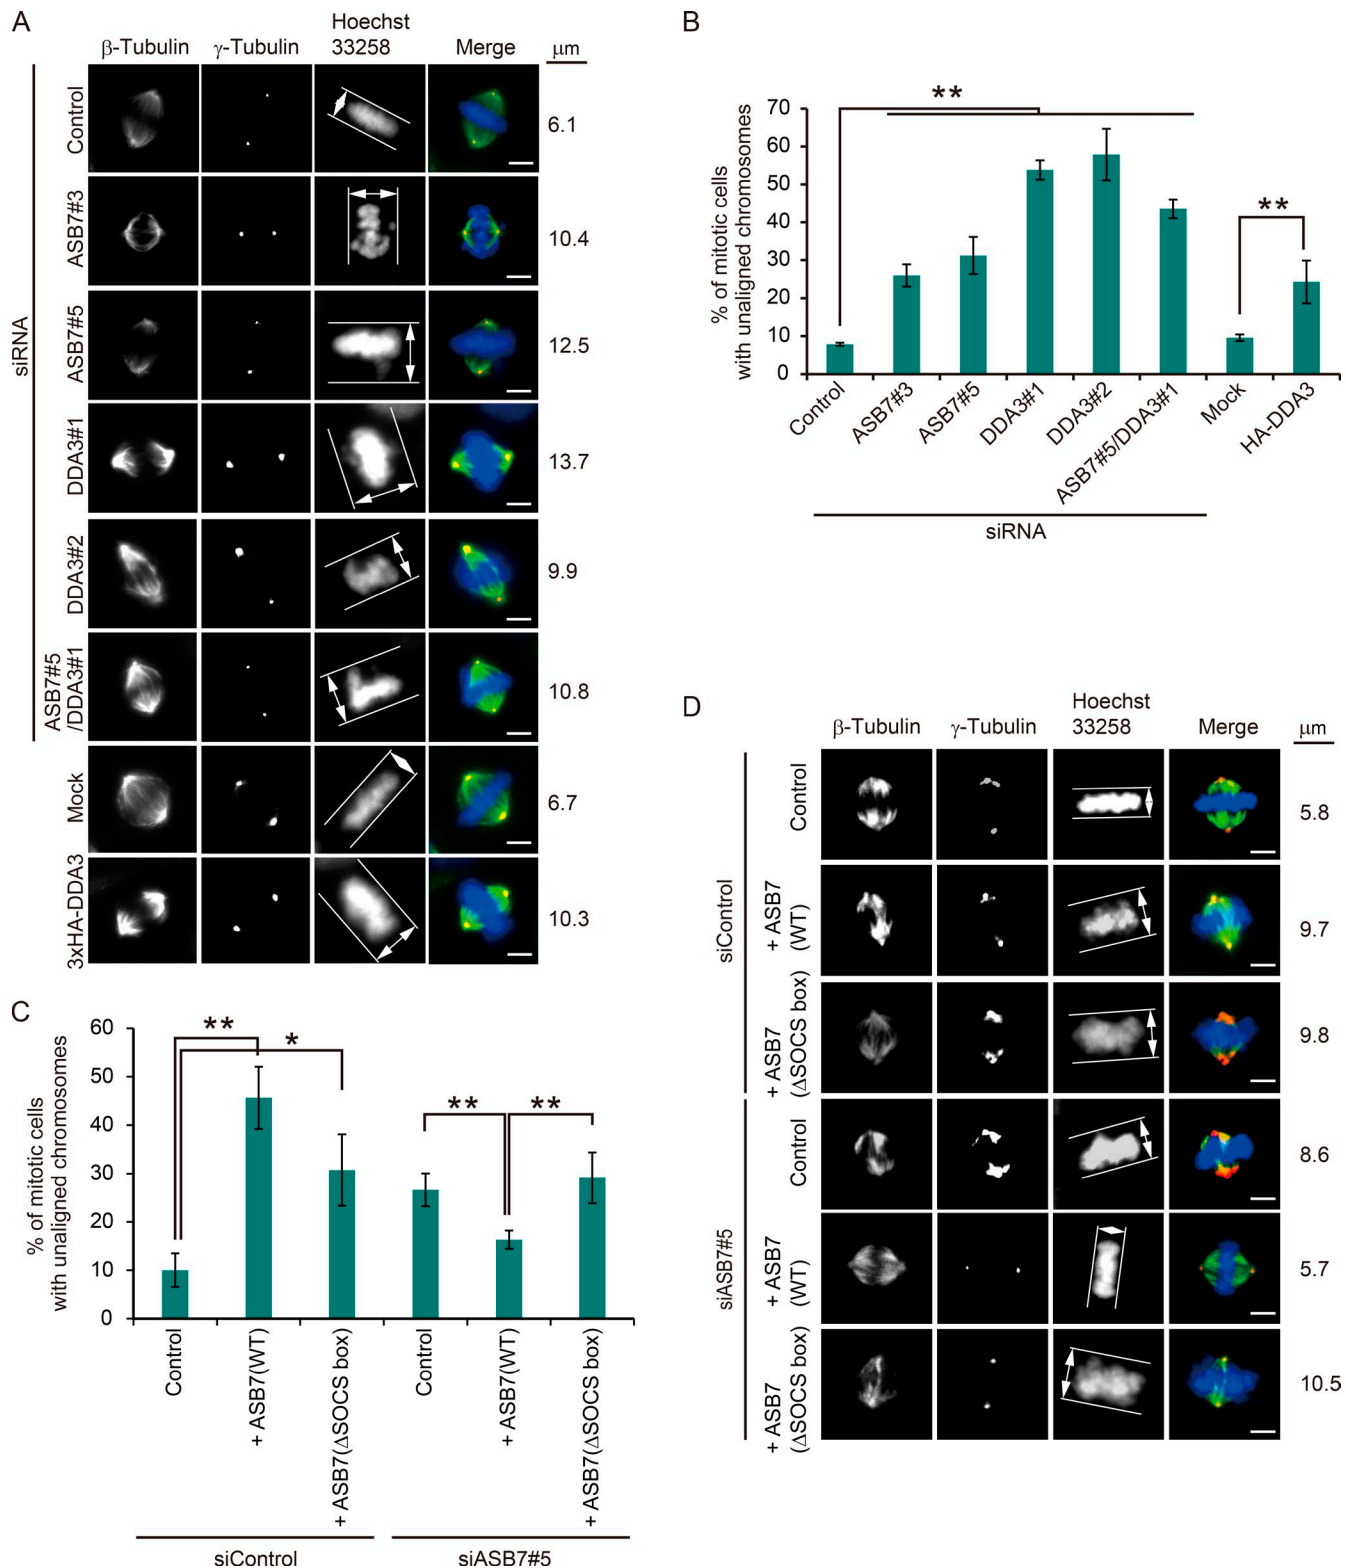 A
β-Tubulin
γ-Tubulin
Hoechst
33258
Merge
μm
siRNA
Control
6.1
ASB7#3
10.4
ASB7#5
12.5
DDA3#1
13.7
DDA3#2
9.9
ASB7#5
/DDA3#1
10.8
Mock
6.7
3xHA-DDA3
10.3
B
% of mitotic cells
with unaligned chromosomes
70
60
50
40
30
20
10
0
**
**
Control
ASB7#3
ASB7#5
DDA3#1
DDA3#2
ASB7#5/DDA3#1
Mock
HA-DDA3
siRNA
C
% of mitotic cells
with unaligned chromosomes
60
50
40
30
20
10
0
**
*
**
**
Control
+ ASB7(WT)
+ ASB7(ΔSOCS box)
Control
+ ASB7(WT)
+ ASB7(ΔSOCS box)
siControl
siASB7#5
D
β-Tubulin
γ-Tubulin
Hoechst
33258
Merge
μm
siControl
Control
5.8
+ ASB7
(WT)
9.7
+ ASB7
(ΔSOCS box)
9.8
siASB7#5
Control
8.6
+ ASB7
(WT)
5.7
+ ASB7
(ΔSOCS box)
10.5